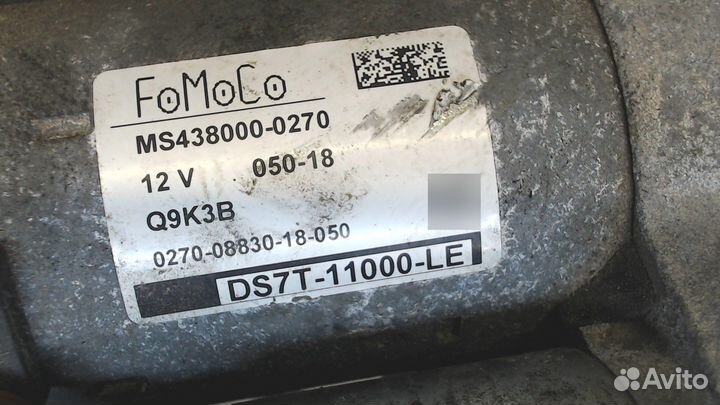 FoMoCo
MS438000-0270
12 V 050-18
Q9K3B
0270-08830-18-050
DS7T-11000-LE
Avito